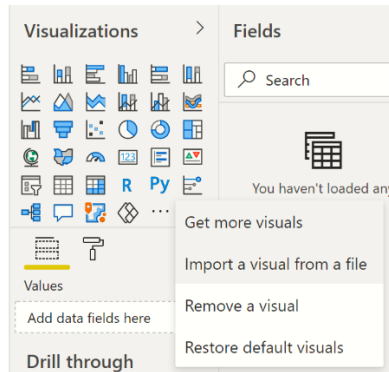 Visualizations
Fields
Search
123
R
Py
You haven't loaded any
Get more visuals
Import a visual from a file
Remove a visual
Restore default visuals
Values
Add data fields here
Drill through